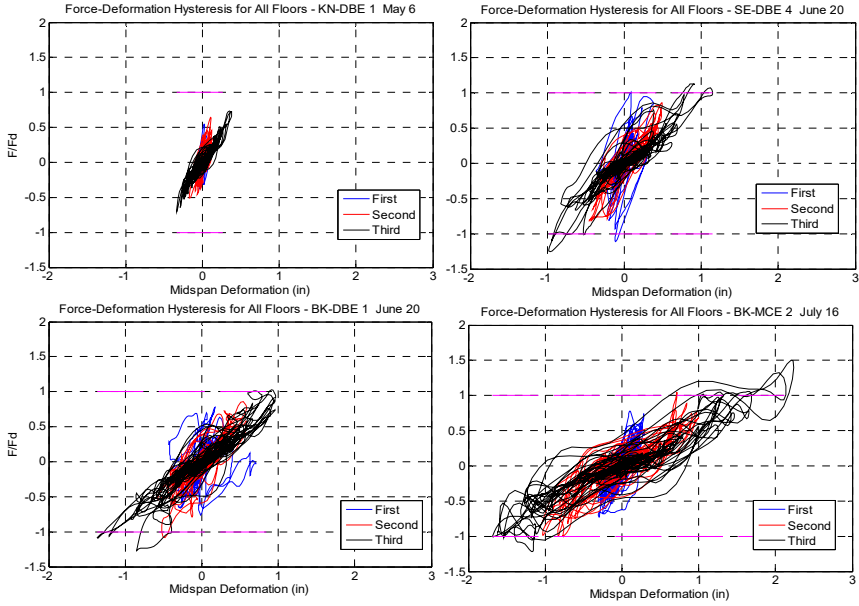 Force-Deformation Hysteresis for All Floors - KN-DBE 1 May 6
2
1.5
1
0.5
0
-0.5
-1
-1.5
F/Fd
-2 -1 0 1 2 3
Midspan Deformation (in)
First
Second
Third
Force-Deformation Hysteresis for All Floors - SE-DBE 4 June 20
2
1.5
1
0.5
0
-0.5
-1
-1.5
-2 -1 0 1 2 3
Midspan Deformation (in)
First
Second
Third
Force-Deformation Hysteresis for All Floors - BK-DBE 1 June 20
2
1.5
1
0.5
0
-0.5
-1
-1.5
F/Fd
-2 -1 0 1 2 3
Midspan Deformation (in)
First
Second
Third
Force-Deformation Hysteresis for All Floors - BK-MCE 2 July 16
2
1.5
1
0.5
0
-0.5
-1
-1.5
-2 -1 0 1 2 3
Midspan Deformation (in)
First
Second
Third